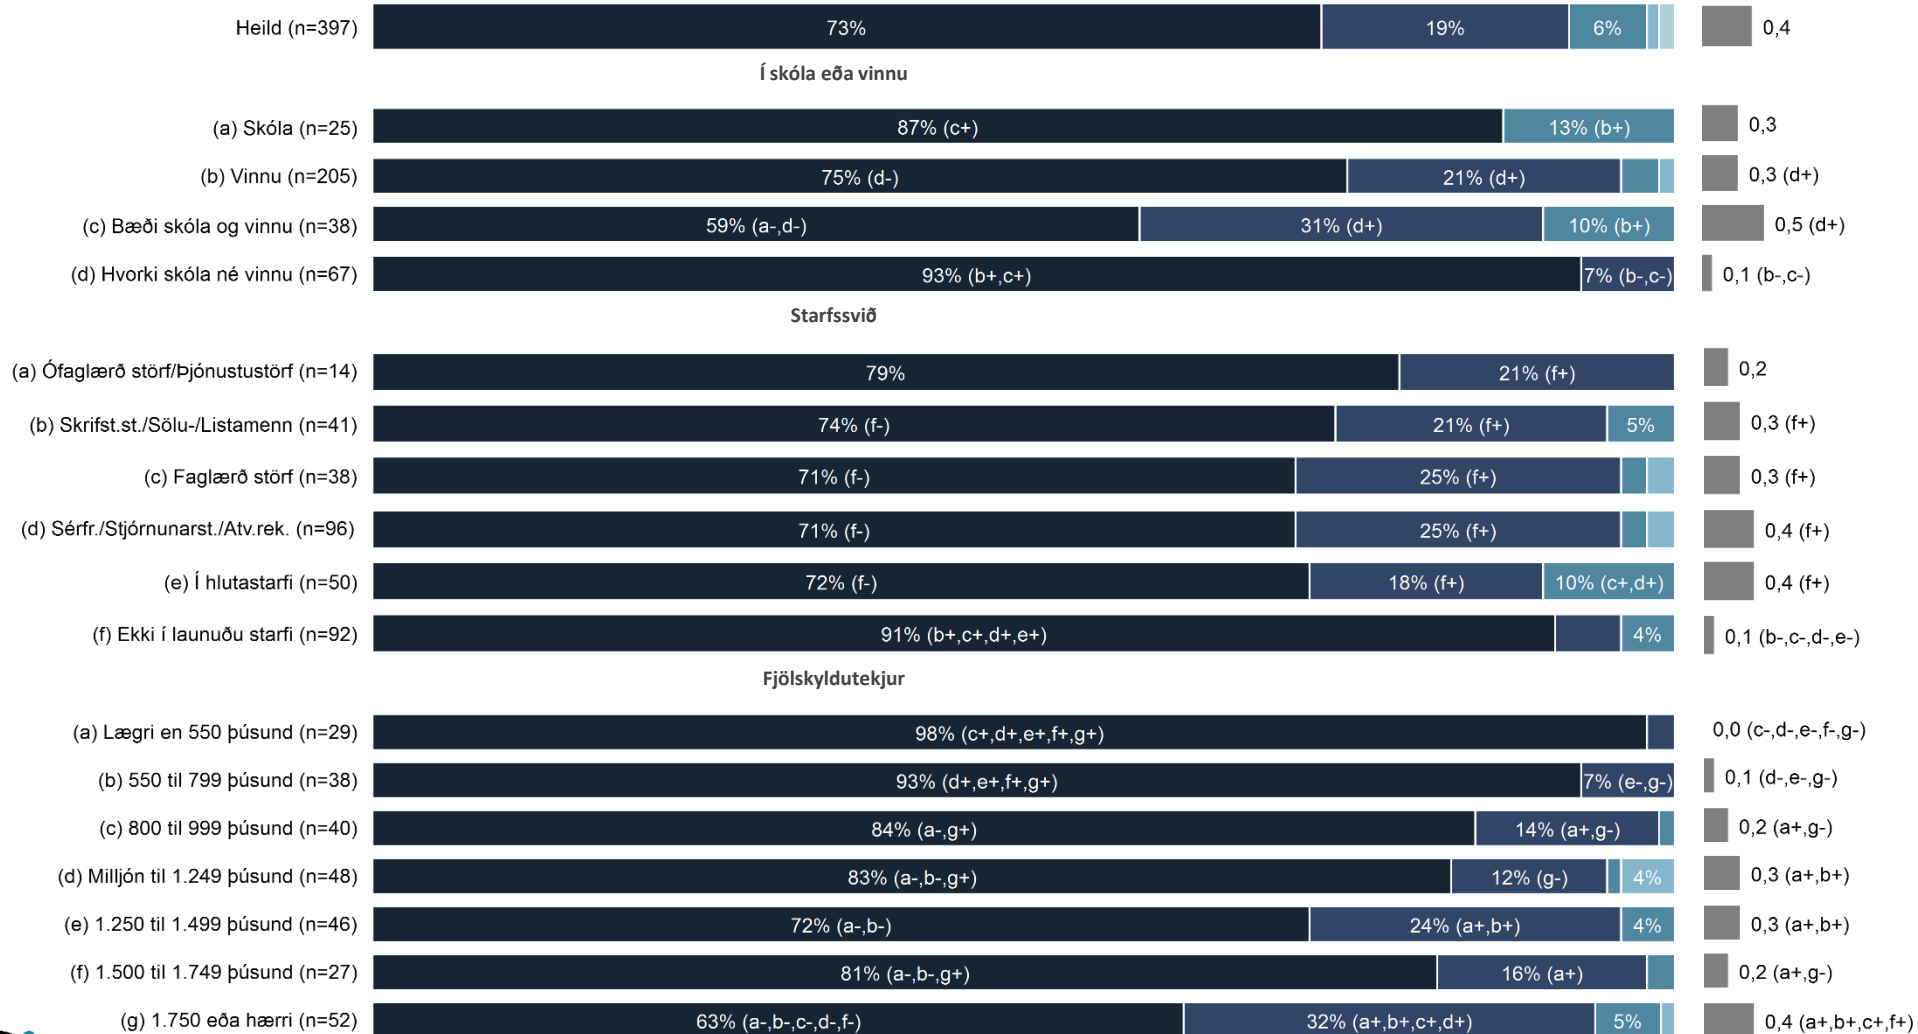 Heild (n=397) 73% 19% 6% 0,4
Í skóla eða vinnu
(a) Skóla (n=25) 87% (c+) 13% (b+) 0,3
(b) Vinnu (n=205) 75% (d-) 21% (d+) 0,3 (d+)
(c) Bæði skóla og vinnu (n=38) 59% (a-,d-) 31% (d+) 10% (b+) 0,5 (d+)
(d) Hvorki skóla né vinnu (n=67) 93% (b+,c+) 7% (b-,c-) 0,1 (b-,c-)
Starfssvið
(a) Ófaglærð störf/Þjónustustörf (n=14) 79% 21% (f+) 0,2
(b) Skrifst.st./Sölu-/Listamenn (n=41) 74% (f-) 21% (f+) 5% 0,3 (f+)
(c) Faglærð störf (n=38) 71% (f-) 25% (f+) 0,3 (f+)
(d) Sérfr./Stjórnunarst./Atv.rek. (n=96) 71% (f-) 25% (f+) 0,4 (f+)
(e) Í hlutastarfi (n=50) 72% (f-) 18% (f+) 10% (c+,d+) 0,4 (f+)
(f) Ekki í launuðu starfi (n=92) 91% (b+,c+,d+,e+) 4% 0,1 (b-,c-,d-,e-)
Fjölskyldutekjur
(a) Lægri en 550 þúsund (n=29) 98% (c+,d+,e+,f+,g+) 0,0 (c-,d-,e-,f-,g-)
(b) 550 til 799 þúsund (n=38) 93% (d+,e+,f+,g+) 7% (e-,g-) 0,1 (d-,e-,g-)
(c) 800 til 999 þúsund (n=40) 84% (a-,g+) 14% (a+,g-) 0,2 (a+,g-)
(d) Milljón til 1.249 þúsund (n=48) 83% (a-,b-,g+) 12% (g-) 4% 0,3 (a+,b+)
(e) 1.250 til 1.499 þúsund (n=46) 72% (a-,b-) 24% (a+,b+) 4% 0,3 (a+,b+)
(f) 1.500 til 1.749 þúsund (n=27) 81% (a-,b-,g+) 16% (a+) 0,2 (a+,g-)
(g) 1.750 eða hærri (n=52) 63% (a-,b-,c-,d-,f-) 32% (a+,b+,c+,d+) 5% 0,4 (a+,b+,c+,f+)